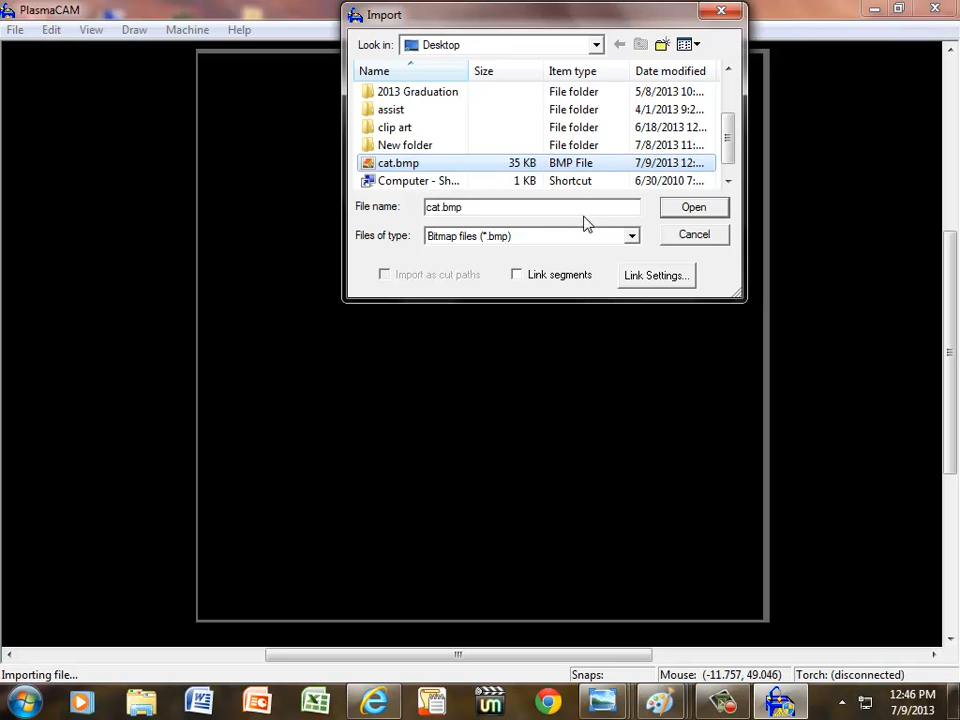 PlasmaCAM
File Edit View Draw Machine Help
Import
Look in: Desktop
Name Size Item type Date modified
2013 Graduation File folder 5/8/2013 10:...
assist File folder 4/1/2013 9:2...
clip art File folder 6/18/2013 12...
New folder File folder 7/8/2013 11:...
cat.bmp 35 KB BMP File 7/9/2013 12:...
Computer - Sh... 1 KB Shortcut 6/30/2010 7:...
File name: cat.bmp Open
Files of type: Bitmap files (*.bmp) Cancel
Import as cut paths Link segments Link Settings...
Importing file... Snaps: Mouse: (-11.757, 49.046) Torch: (disconnected)
12:46 PM
7/9/2013